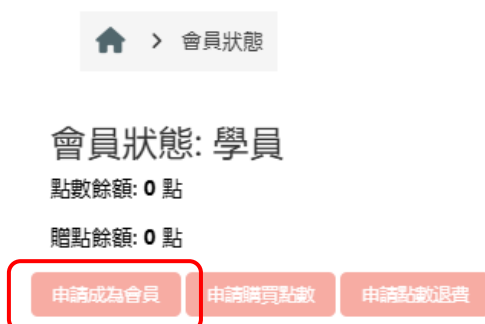 會員狀態
會員狀態: 學員
點數餘額: 0 點
贈點餘額: 0 點
申請成為會員 申請購買點數 申請點數退費